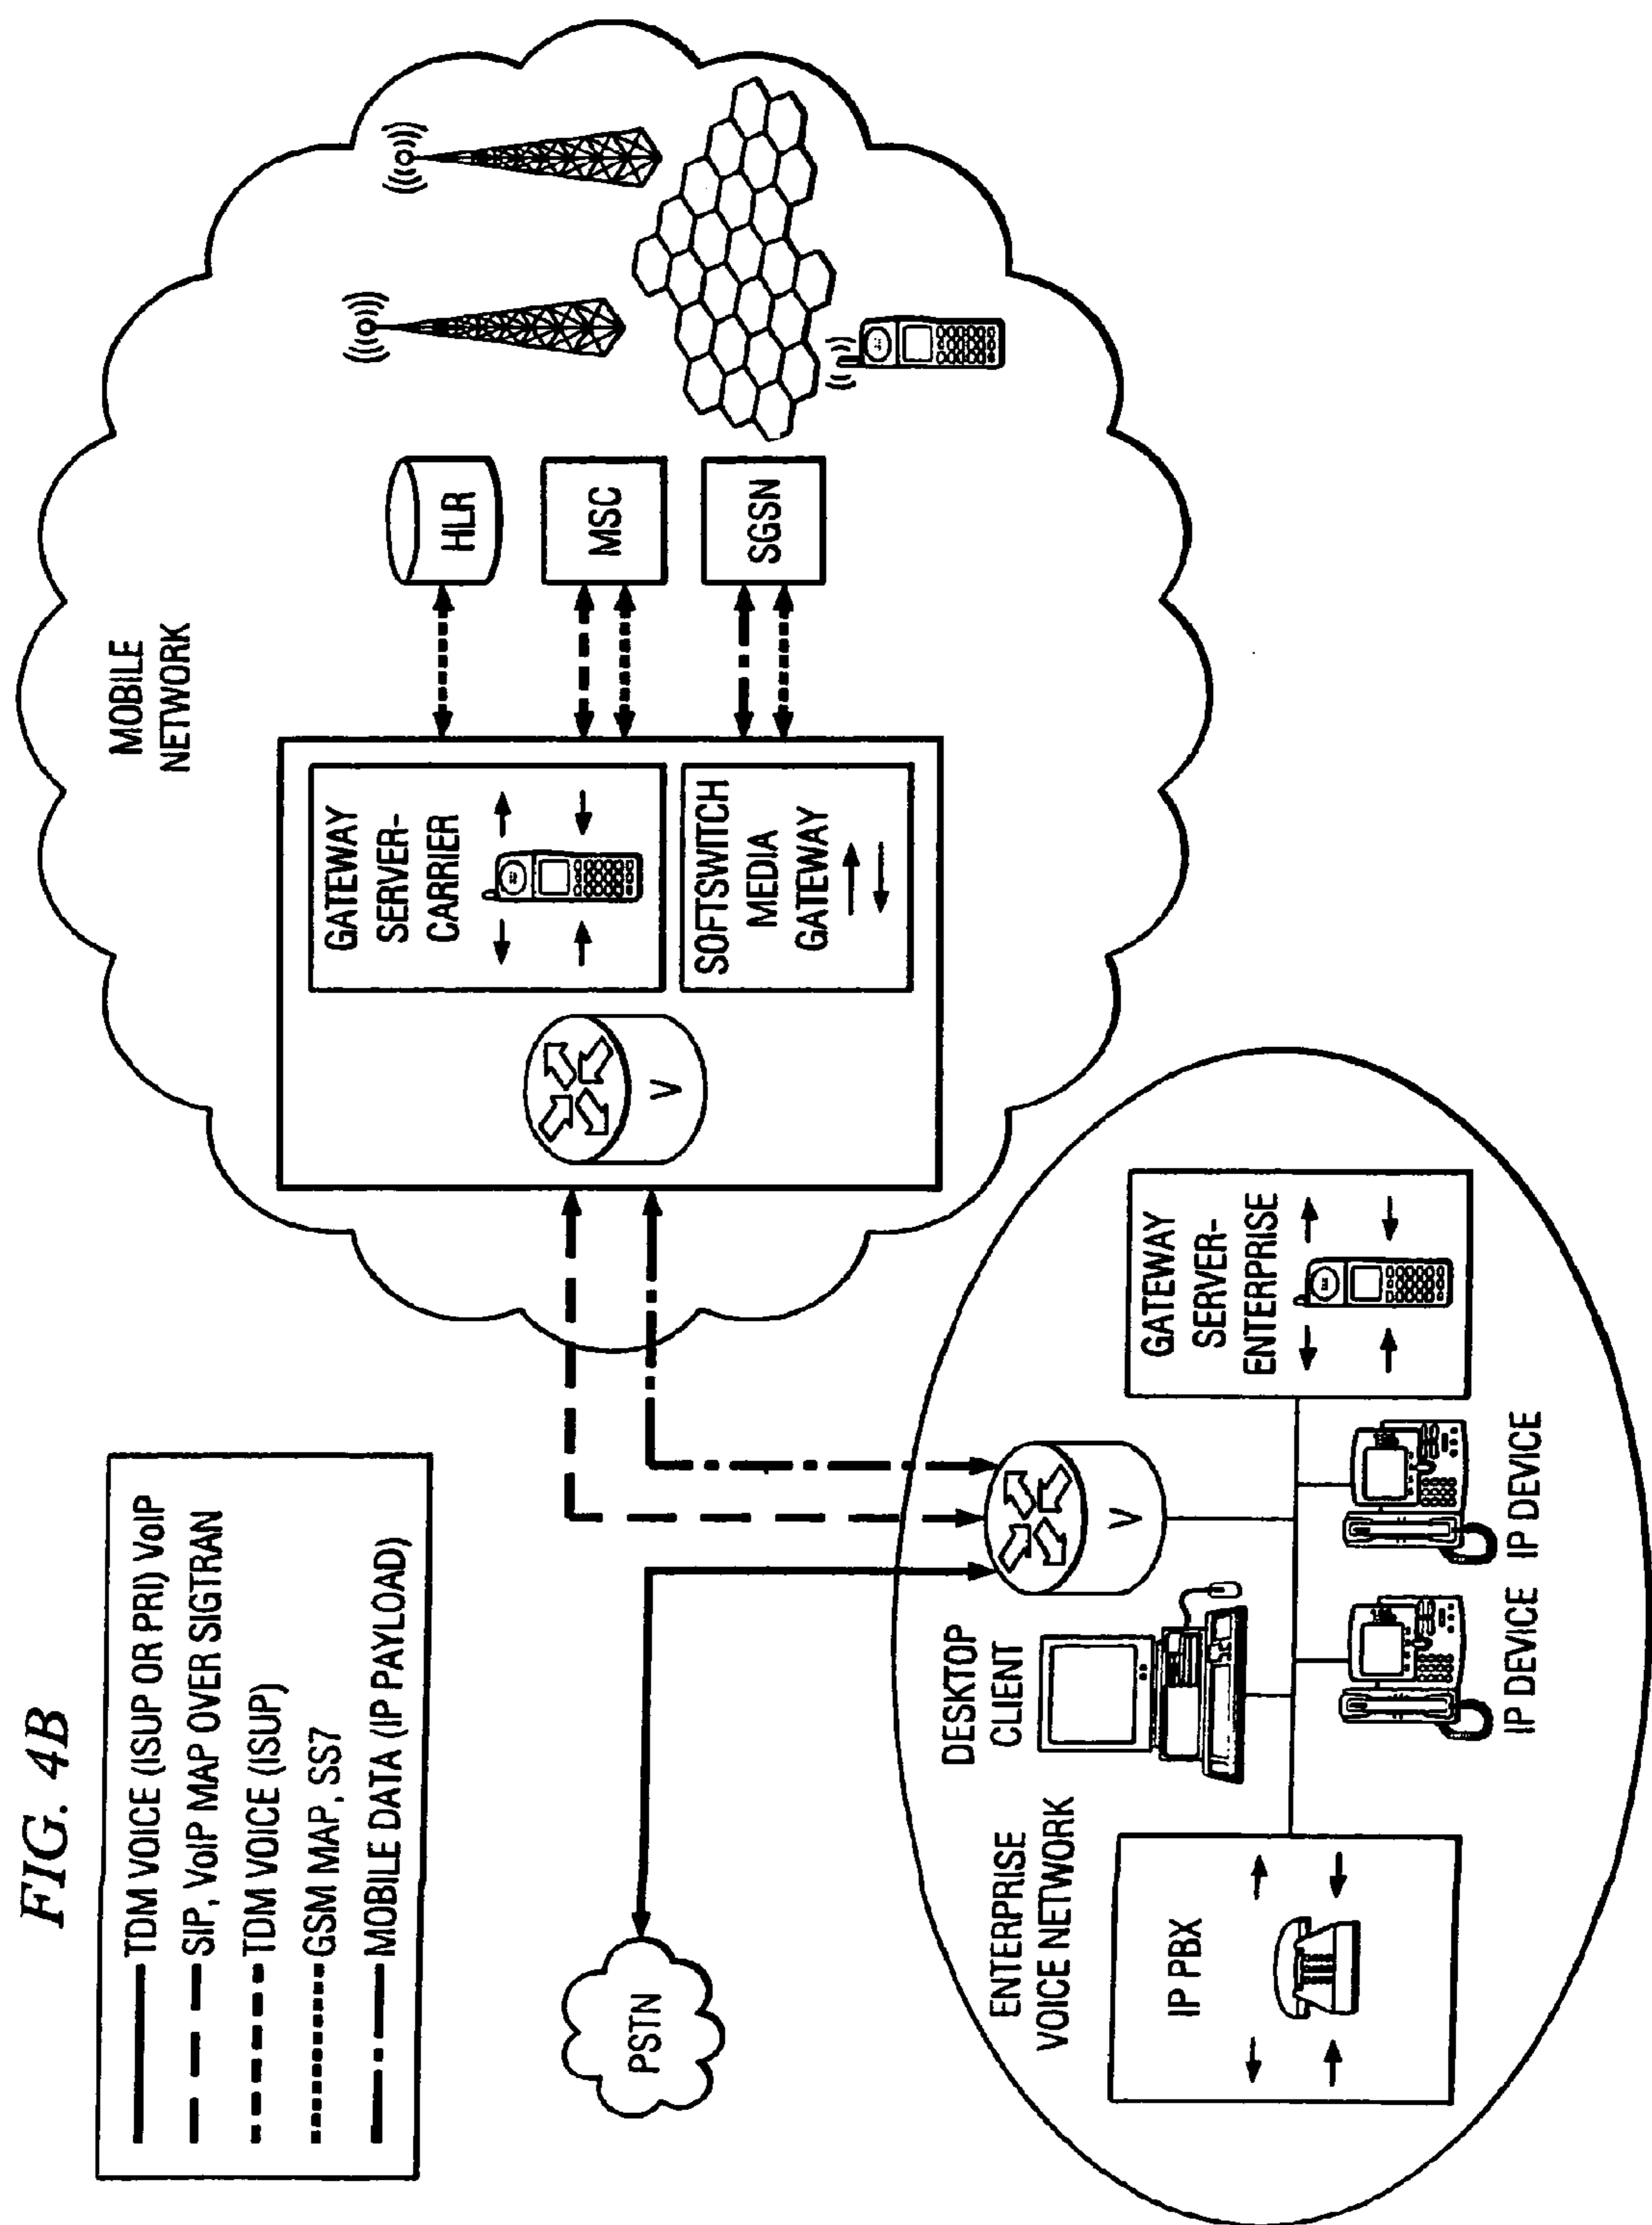 FIG. 4B
TDM VOICE (ISUP OR PRI) VoIP
SIP, VoIP MAP OVER SIGTRAN
TDM VOICE (ISUP)
GSM MAP, SS7
MOBILE DATA (IP PAYLOAD)
MOBILE
NETWORK
HLR
MSC
SGSN
GATEWAY
SERVER-
CARRIER
SOFTSWITCH
MEDIA
GATEWAY
V
PSTN
ENTERPRISE
VOICE NETWORK
DESKTOP
CLIENT
V
GATEWAY
SERVER-
ENTERPRISE
IP PBX
IP DEVICE
IP DEVICE